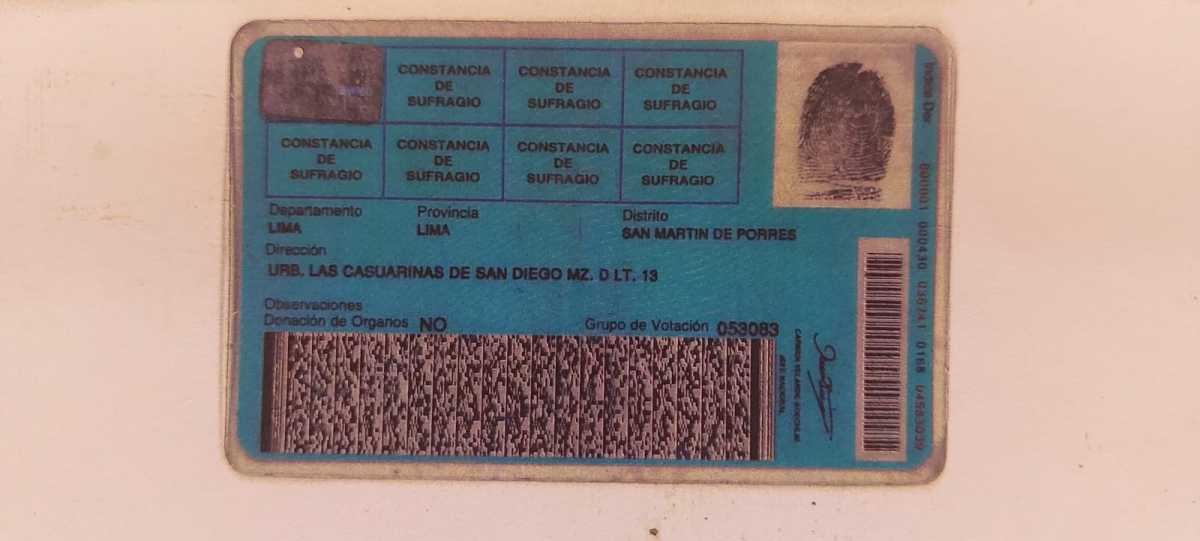 CONSTANCIA
DE
SUFRAGIO
CONSTANCIA
DE
SUFRAGIO
CONSTANCIA
DE
SUFRAGIO
CONSTANCIA
DE
SUFRAGIO
CONSTANCIA
DE
SUFRAGIO
CONSTANCIA
DE
SUFRAGIO
CONSTANCIA
DE
SUFRAGIO
Departamento Provincia Distrito
LIMA LIMA SAN MARTIN DE PORRES
Dirección
URB. LAS CASUARINAS DE SAN DIEGO MZ. D LT. 13
Observaciones
Donación de Organos NO Grupo de Votación 053083